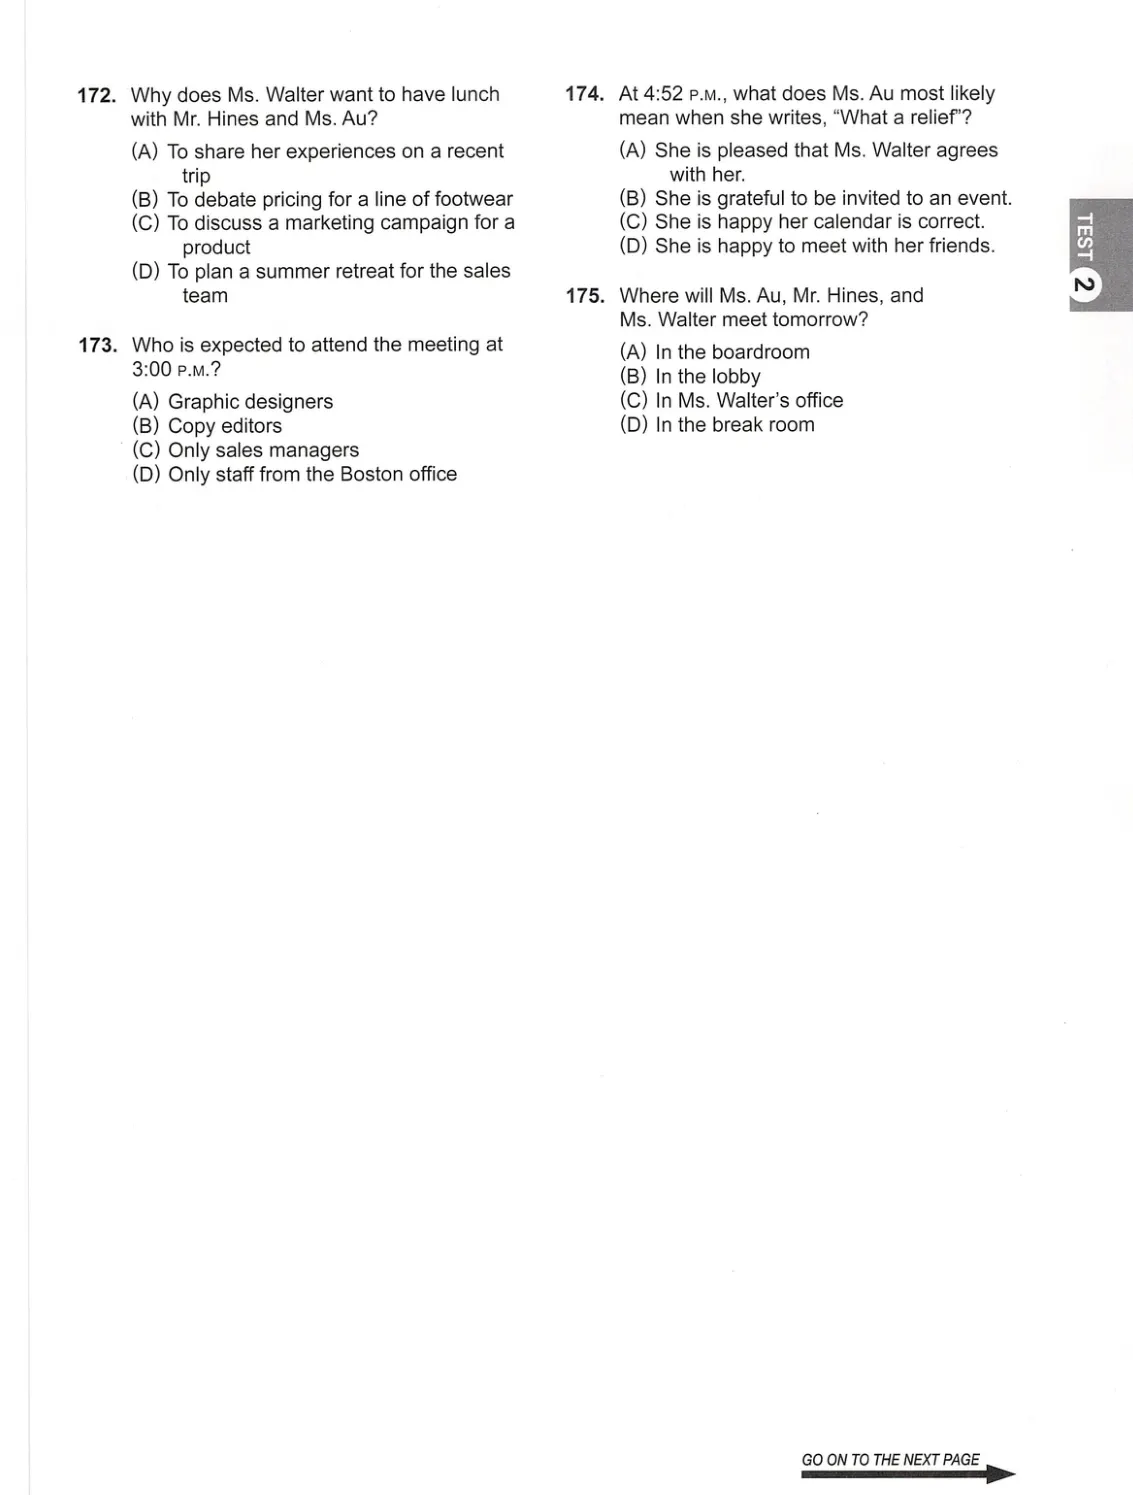 172. Why does Ms. Walter want to have lunch
with Mr. Hines and Ms. Au?
(A) To share her experiences on a recent
trip
(B) To debate pricing for a line of footwear
(C) To discuss a marketing campaign for a
product
(D) To plan a summer retreat for the sales
team
173. Who is expected to attend the meeting at
3:00 P.M.?
(A) Graphic designers
(B) Copy editors
(C) Only sales managers
(D) Only staff from the Boston office
174. At 4:52 P.M., what does Ms. Au most likely
mean when she writes, “What a relief”?
(A) She is pleased that Ms. Walter agrees
with her.
(B) She is grateful to be invited to an event.
(C) She is happy her calendar is correct.
(D) She is happy to meet with her friends.
175. Where will Ms. Au, Mr. Hines, and
Ms. Walter meet tomorrow?
(A) In the boardroom
(B) In the lobby
(C) In Ms. Walter’s office
(D) In the break room
TEST 2
GO ON TO THE NEXT PAGE